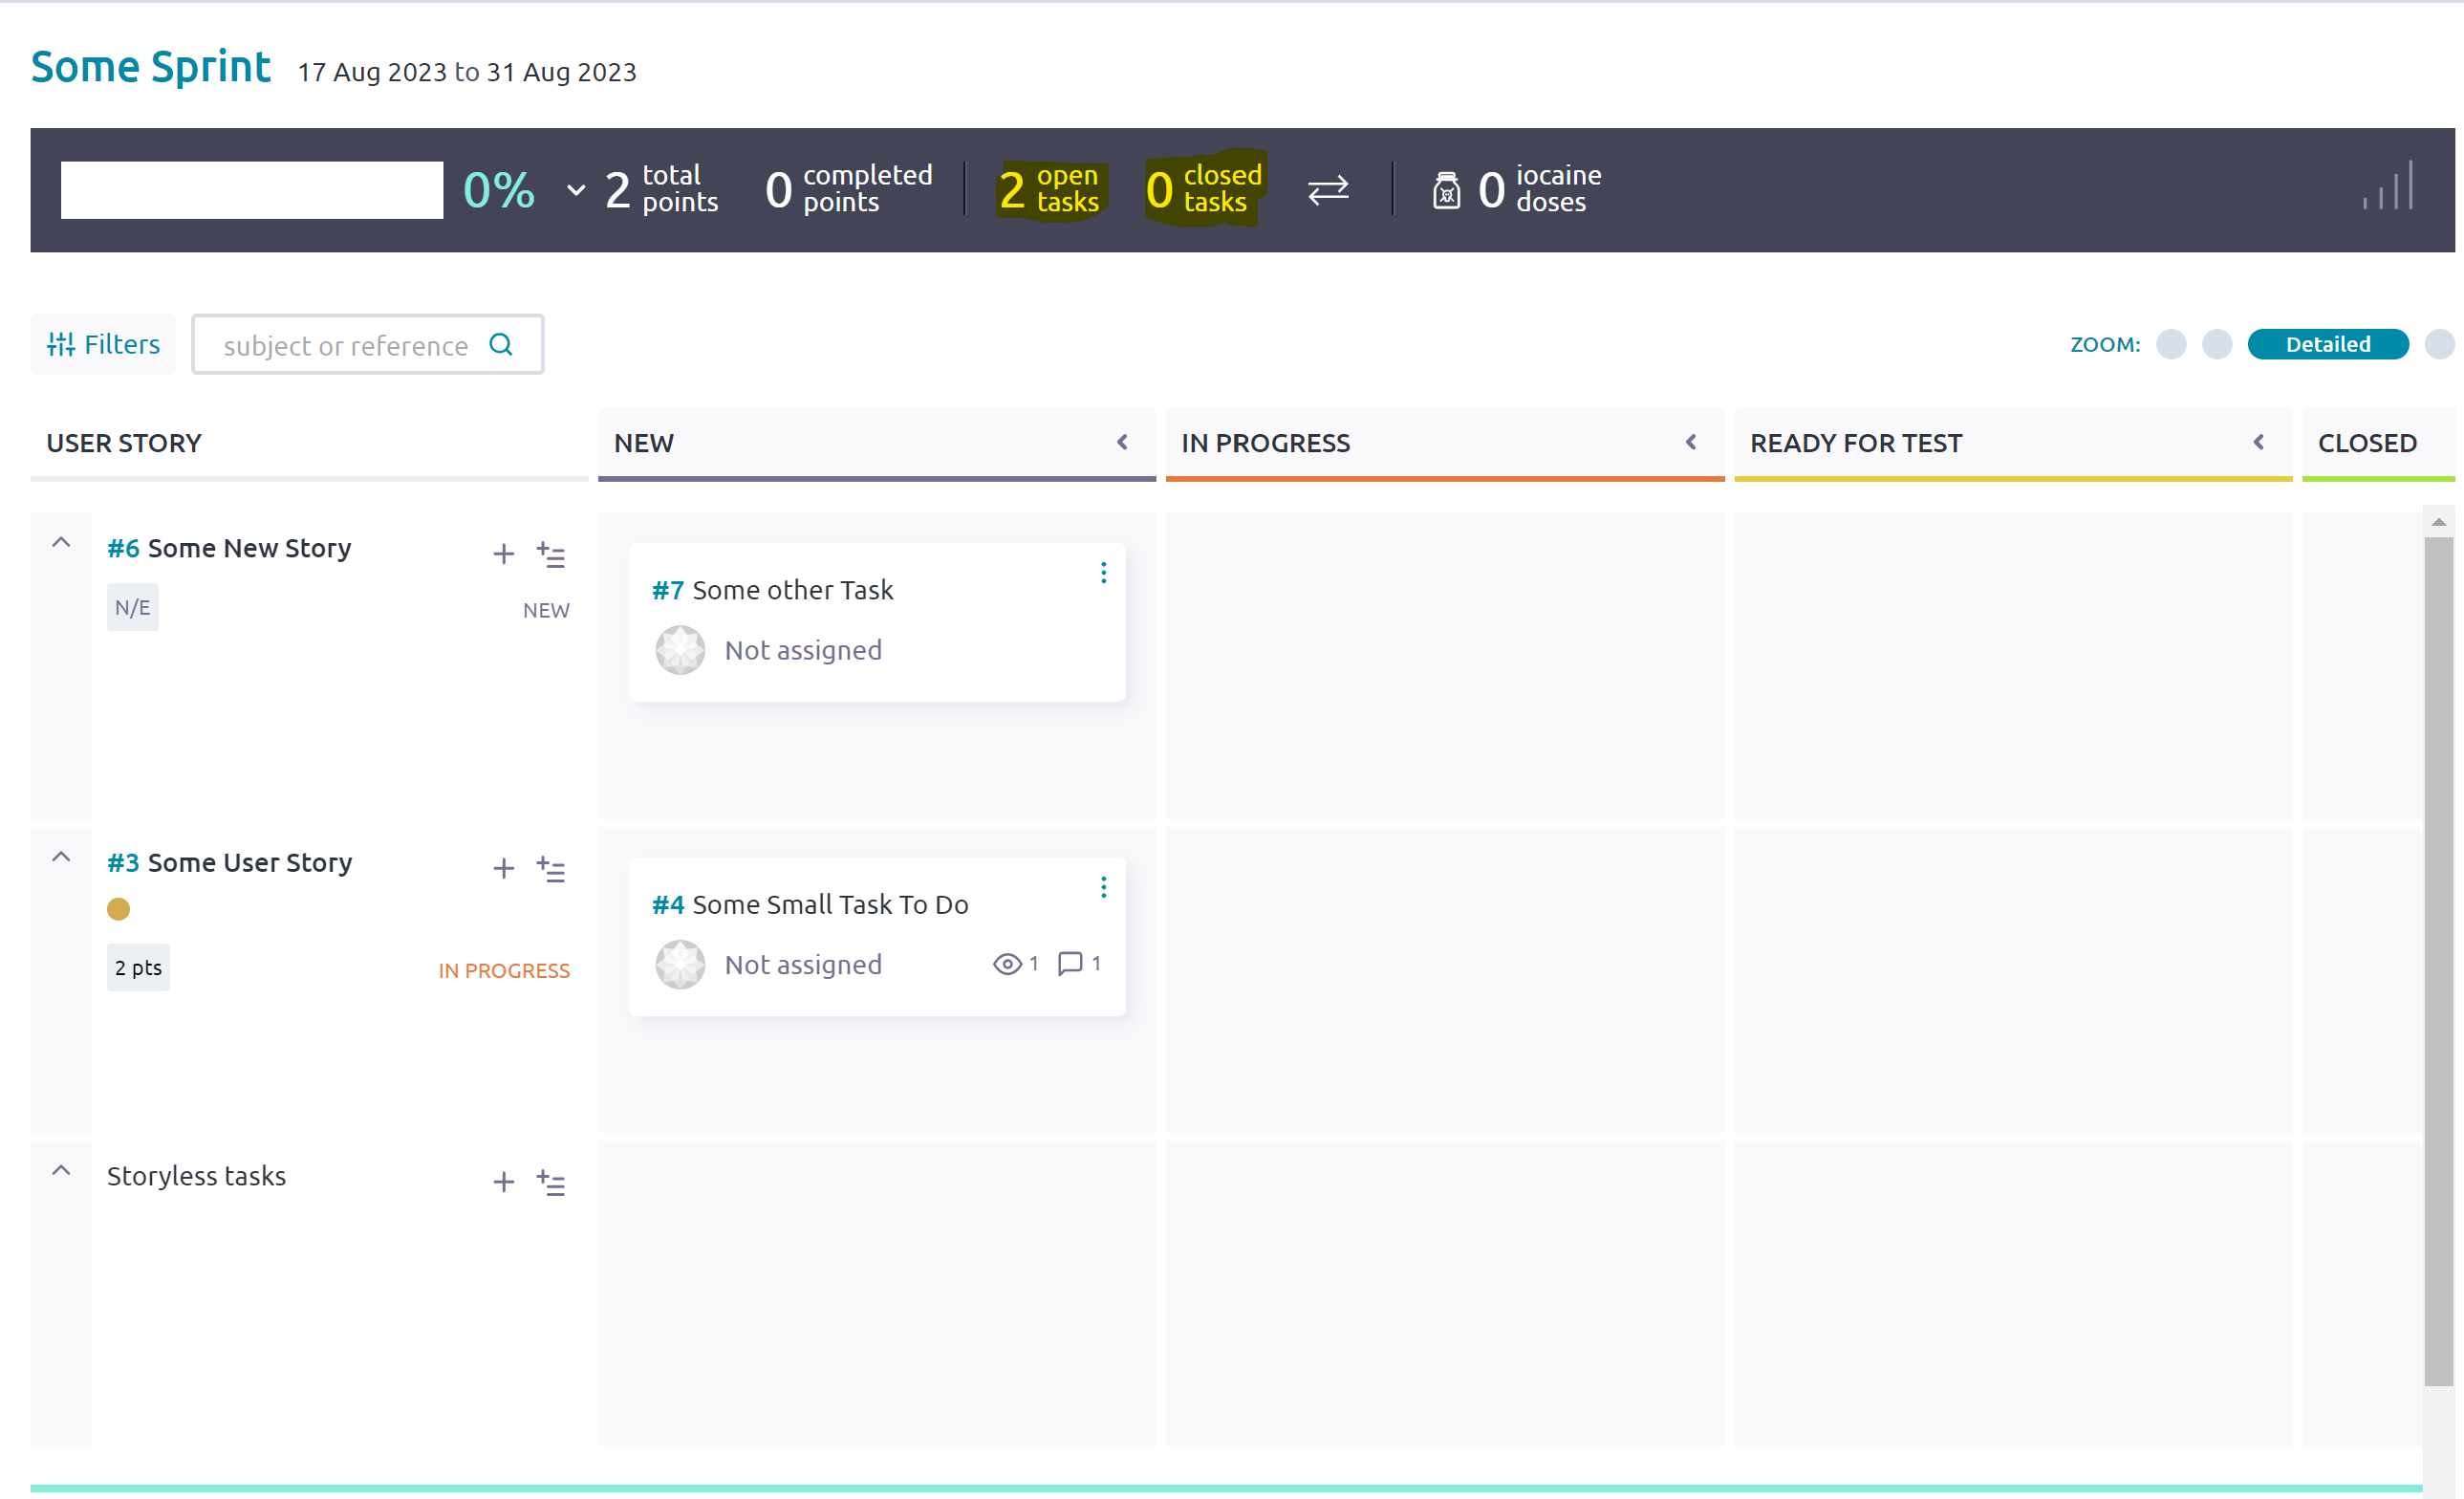 Some Sprint 17 Aug 2023 to 31 Aug 2023
0% 2 total points 0 completed points 2 open tasks 0 closed tasks 0 iocaine doses
Filters subject or reference ZOOM: Detailed
USER STORY NEW IN PROGRESS READY FOR TEST CLOSED
#6 Some New Story
N/E NEW
#7 Some other Task
Not assigned
#3 Some User Story
2 pts IN PROGRESS
#4 Some Small Task To Do
Not assigned 1 1
Storyless tasks